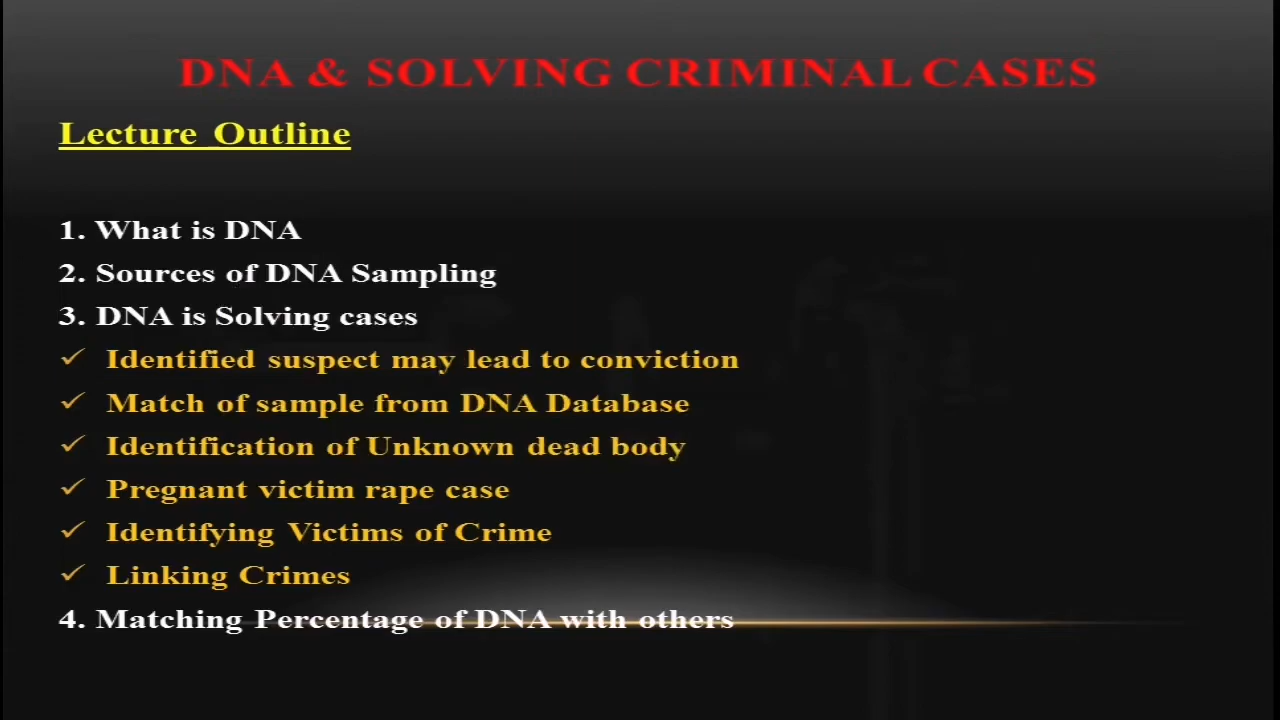 DNA & SOLVING CRIMINAL CASES
Lecture Outline
1. What is DNA
2. Sources of DNA Sampling
3. DNA is Solving cases
✓ Identified suspect may lead to conviction
✓ Match of sample from DNA Database
✓ Identification of Unknown dead body
✓ Pregnant victim rape case
✓ Identifying Victims of Crime
✓ Linking Crimes
4. Matching Percentage of DNA with others